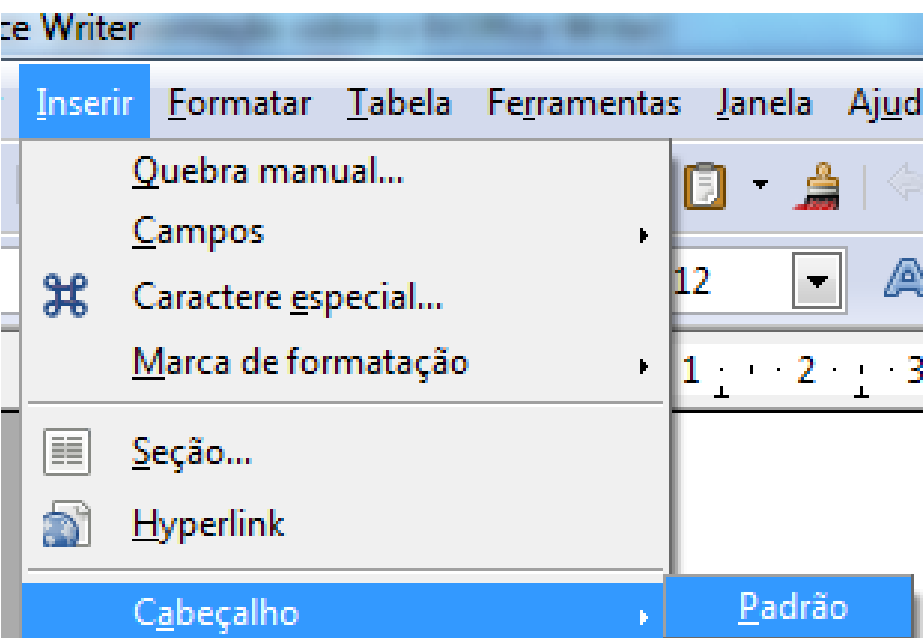 ce Writer
Inserir Formatar Tabela Ferramentas Janela Ajud
Quebra manual...
Campos
Caractere especial...
12
Marca de formatação
1 2 3
Seção...
Hyperlink
Cabeçalho
Padrão